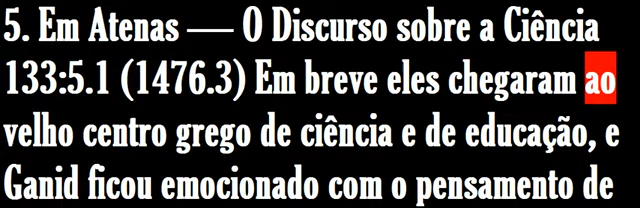 5. Em Atenas — O Discurso sobre a Ciência
133:5.1 (1476.3) Em breve eles chegaram ao
velho centro grego de ciência e de educação, e
Ganid ficou emocionado com o pensamento de